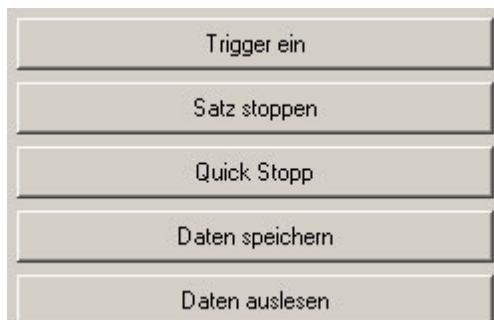 Trigger ein
Satz stoppen
Quick Stopp
Daten speichern
Daten auslesen